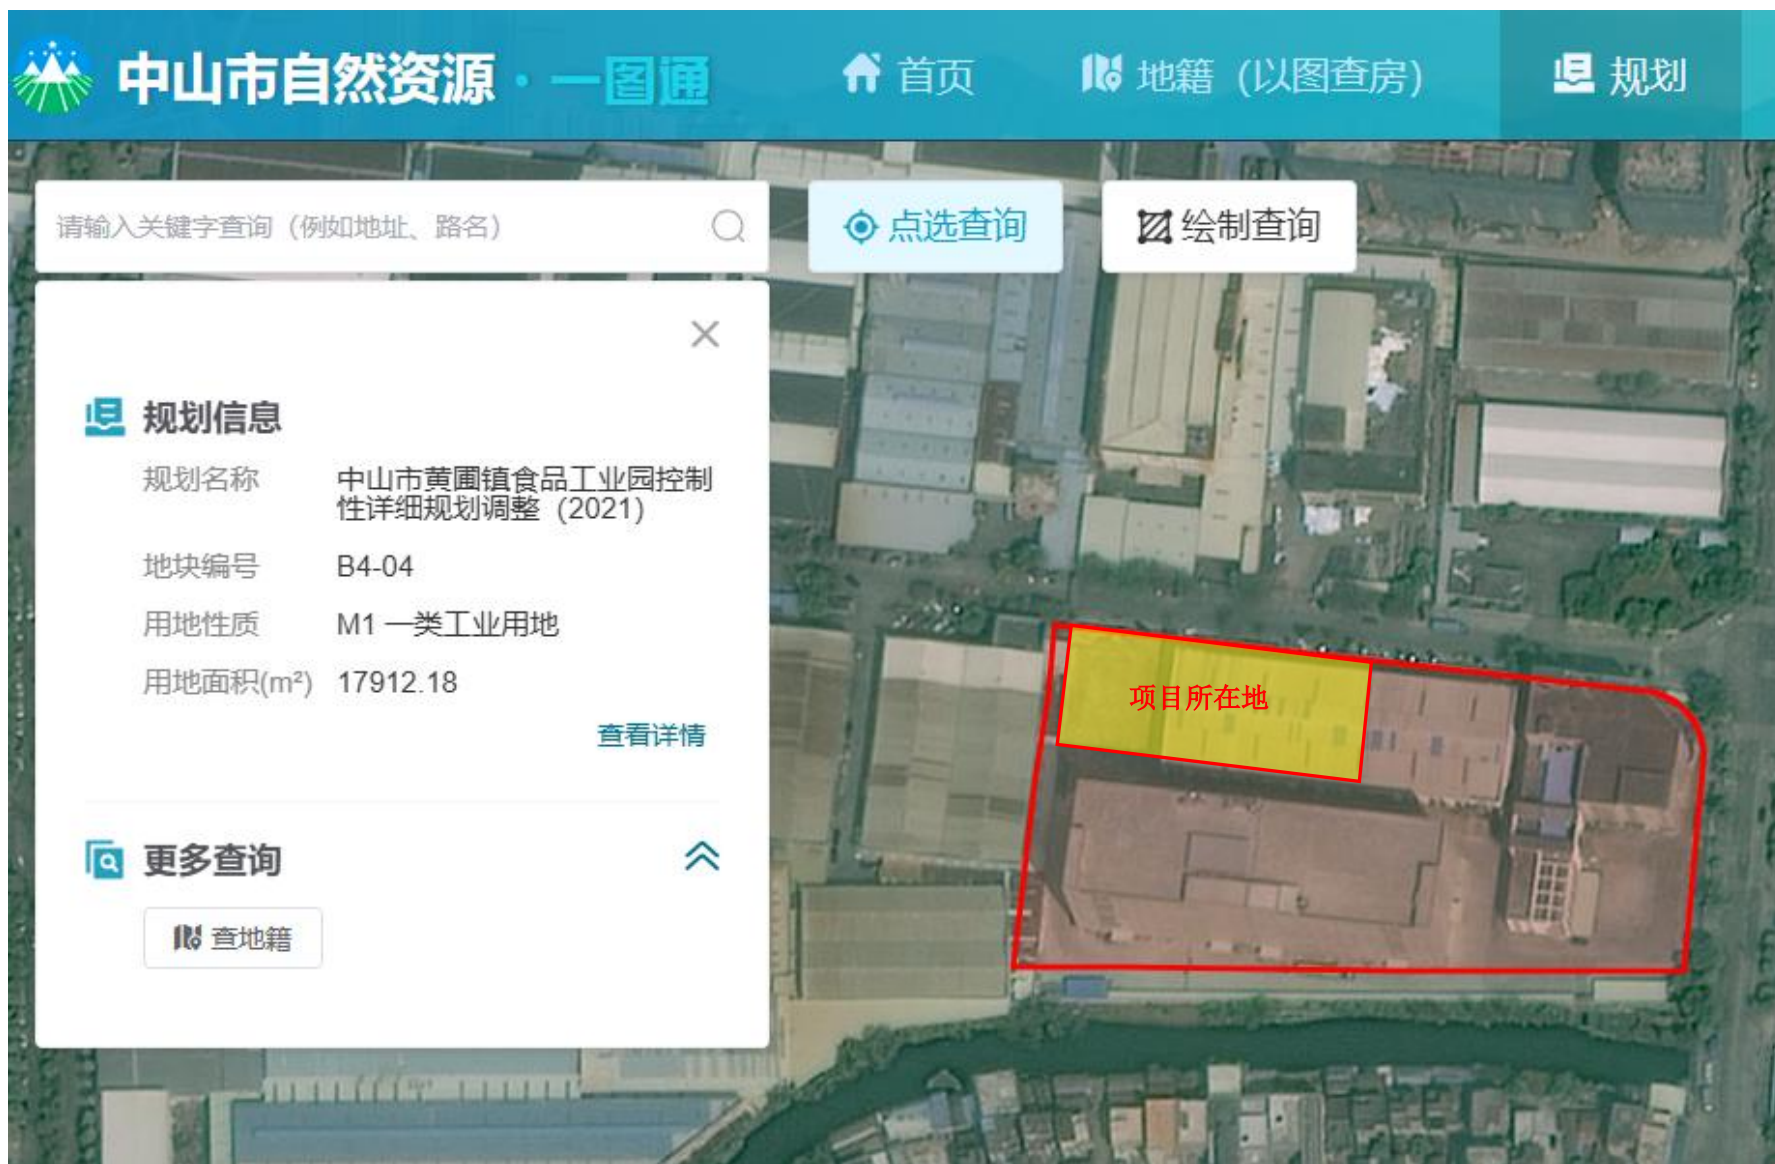 中山市自然资源·一图通
首页
地籍（以图查房）
规划
请输入关键字查询（例如地址、路名）
点选查询
绘制查询
规划信息
规划名称 中山市黄圃镇食品工业园控制
性详细规划调整（2021）
地块编号 B4-04
用地性质 M1 一类工业用地
用地面积(m²) 17912.18
查看详情
更多查询
查地籍
项目所在地